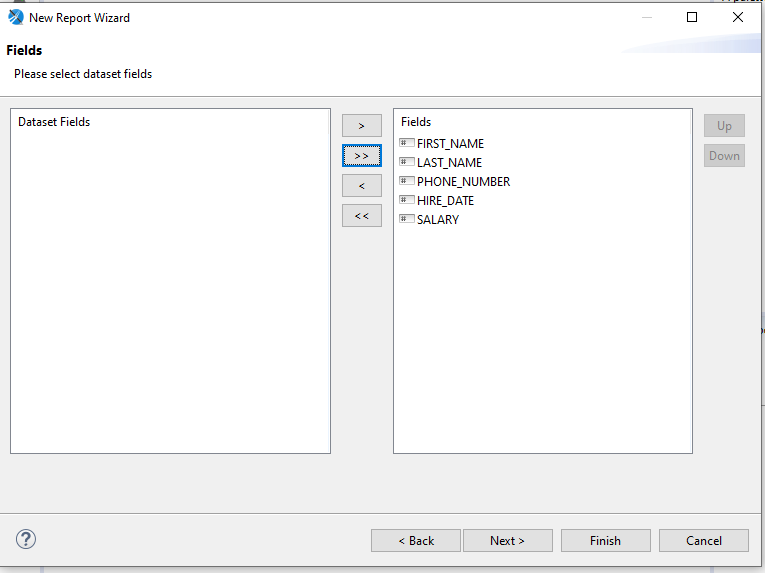 New Report Wizard
Fields
Please select dataset fields
Dataset Fields
>
>>
<
<<
Fields
FIRST_NAME
LAST_NAME
PHONE_NUMBER
HIRE_DATE
SALARY
Up
Down
?
< Back
Next >
Finish
Cancel